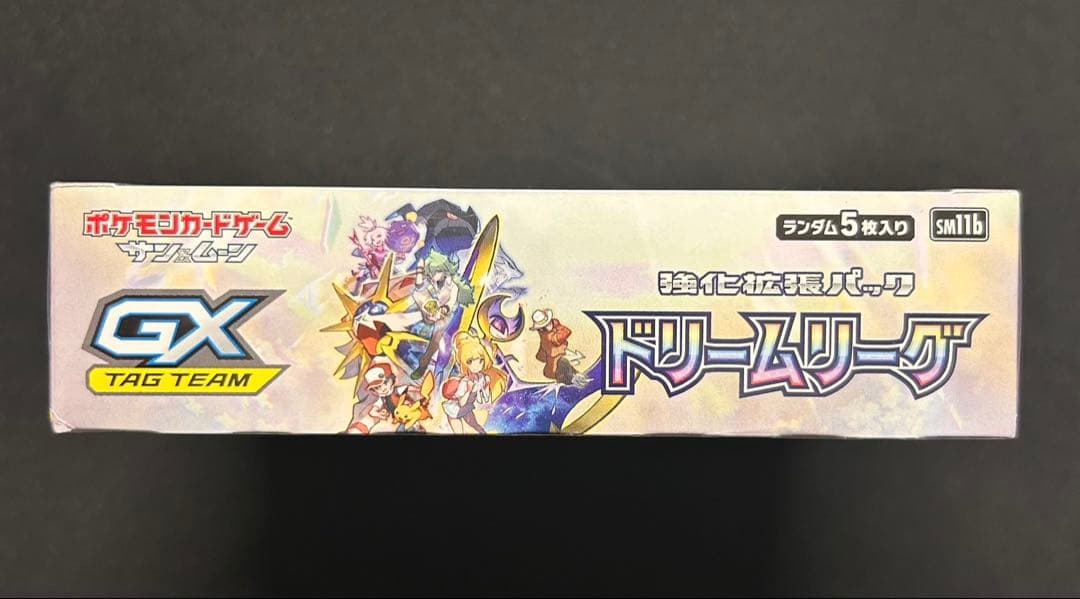 ポケモンカードゲーム
サン&ムーン
GX
TAG TEAM
ランダム5枚入り
SM11b
強化拡張パック
ドリームリーグ